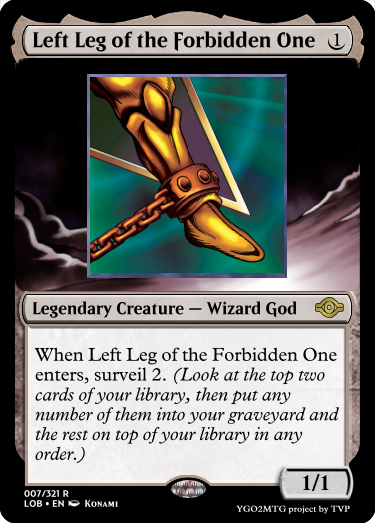 Left Leg of the Forbidden One 1
Legendary Creature — Wizard God
When Left Leg of the Forbidden One
enters, surveil 2. (Look at the top two
cards of your library, then put any
number of them into your graveyard and
the rest on top of your library in any
order.)
1/1
007/321 R
LOB • EN Konami
YGO2MTG project by TVP